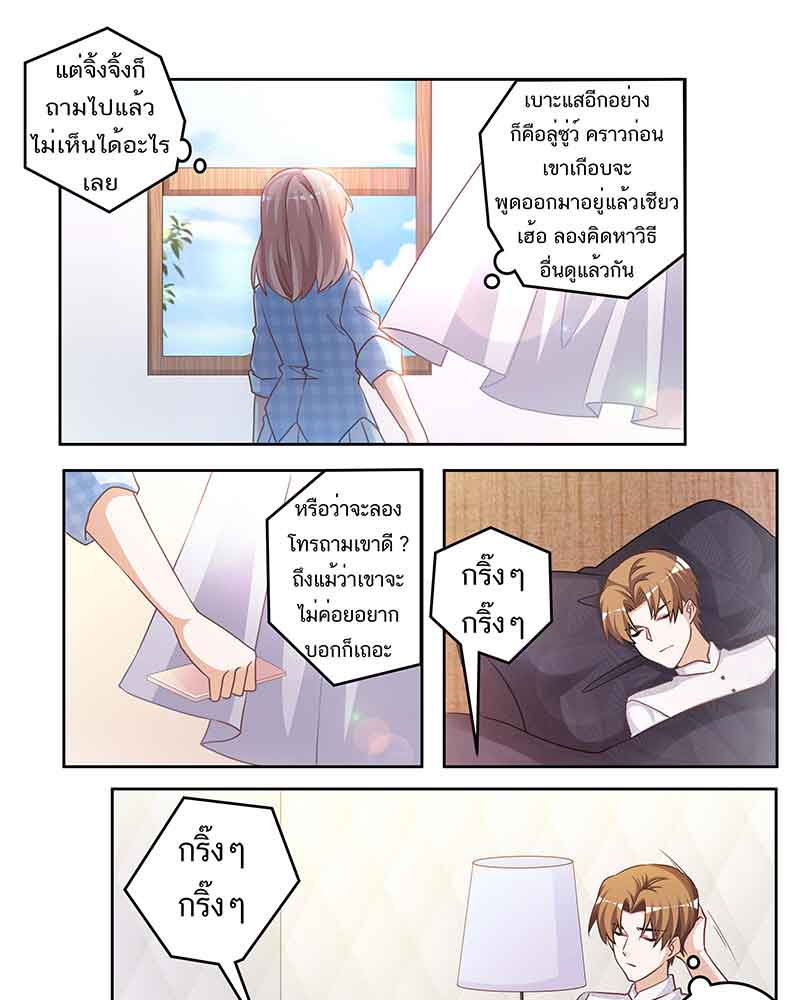 แต่จิ้งจิ้งก็
ถามไปแล้ว
ไม่เห็นได้อะไร
เลย
เบาะแสอีกอย่าง
ก็คือลู่ซู่ว์ คราวก่อน
เขาเกือบจะ
พูดออกมาอยู่แล้วเชียว
เฮ้อ ลองคิดหาวิธี
อื่นดูแล้วกัน
หรือว่าจะลอง
โทรถามเขาดี ?
ถึงแม้ว่าเขาจะ
ไม่ค่อยอยาก
บอกก็เถอะ
กริ๊งๆ
กริ๊งๆ
กริ๊งๆ
กริ๊งๆ